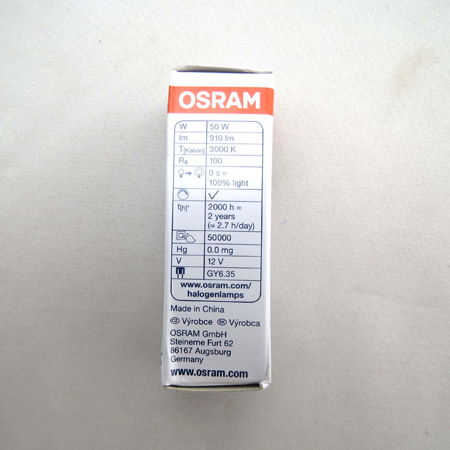 OSRAM
W 50 W
lm 910 lm
T[Kelvin] 3000 K
Ra 100
0 s =
100% light
t[h] 2000 h =
2 years
(≈ 2.7 h/day)
50000
Hg 0.0 mg
V 12 V
GY6.35
www.osram.com/
halogenlamps
Made in China
CZ Výrobce SK Výrobca
OSRAM GmbH
Steinerne Furt 62
86167 Augsburg
Germany
www.osram.com